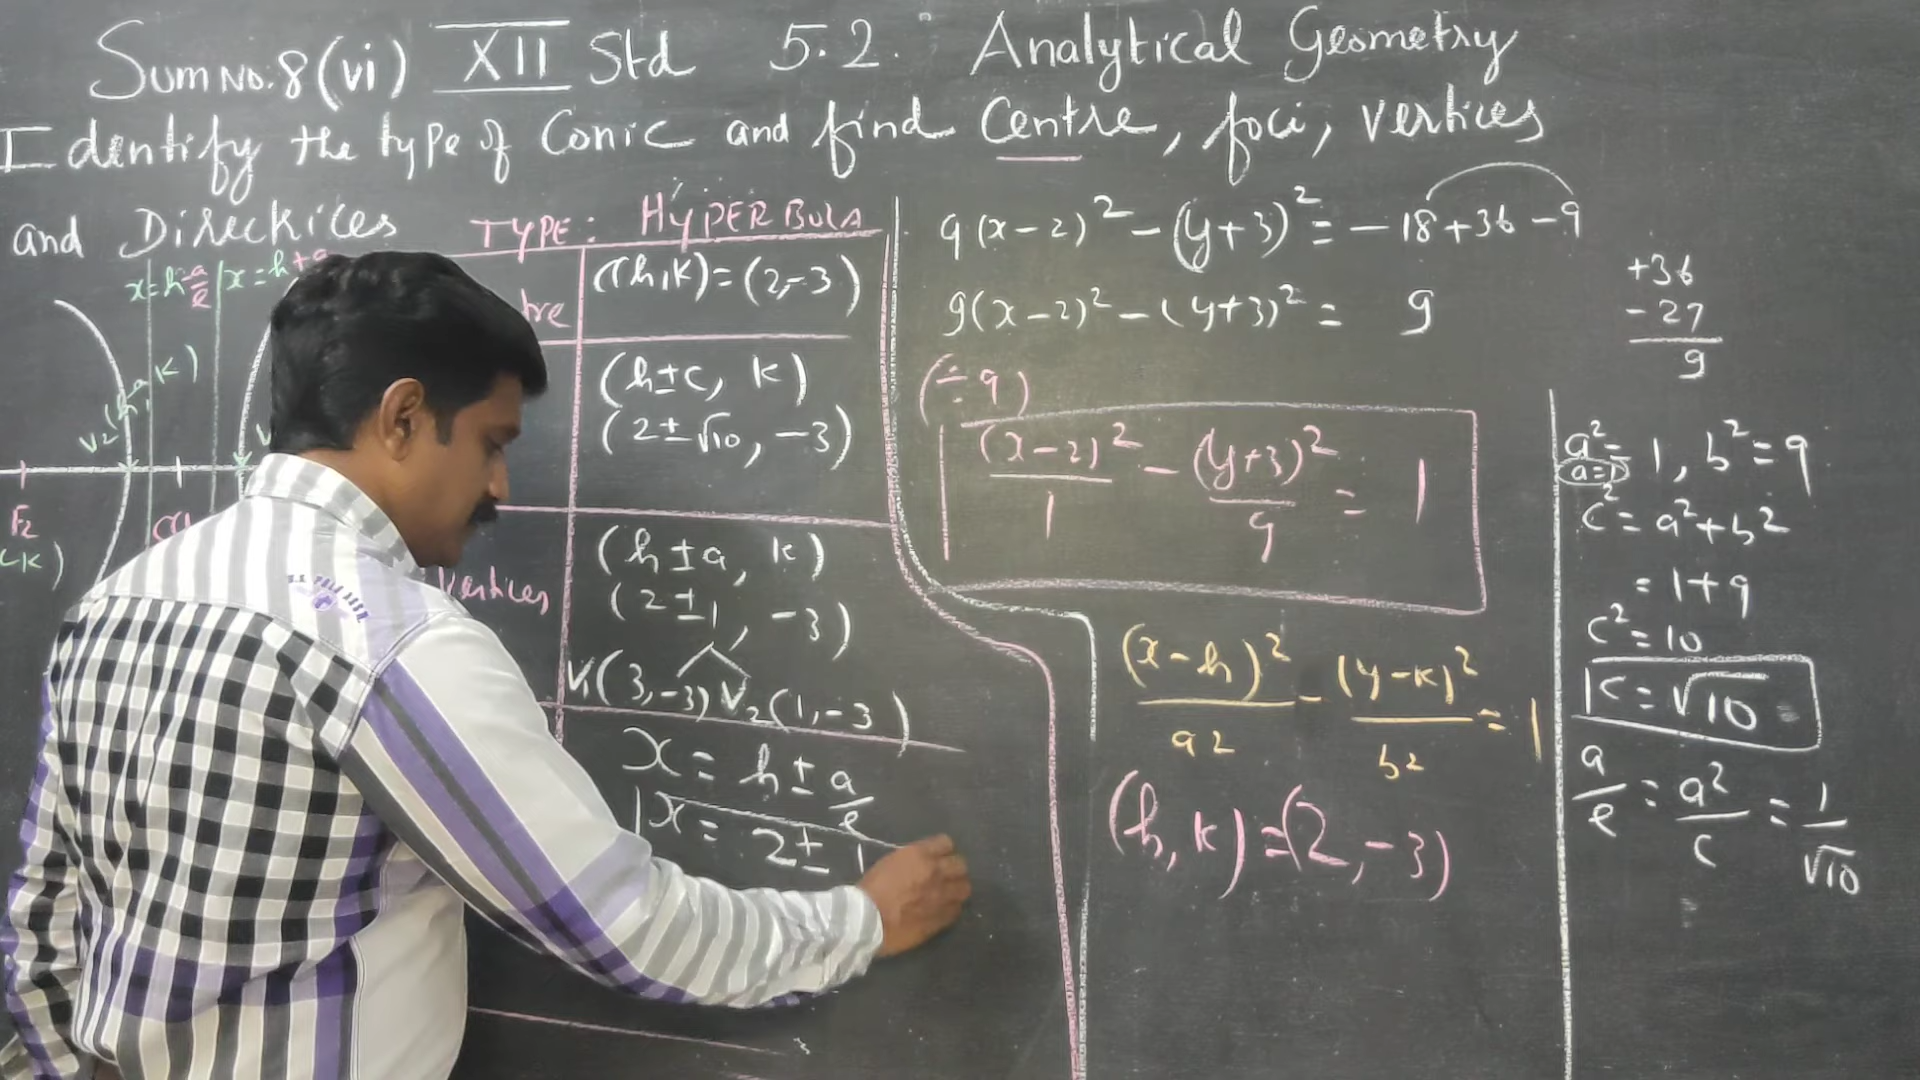 Sum No. 8 (vi) XII Std 5.2. Analytical Geometry
Identify the type of Conic and find Centre, foci, vertices
and Directrices
TYPE: HYPERBOLA
x=h-a/e x=h+
V2 (h-a, K)
F2
(h,K)=(2,-3)
(h±c, k)
(2±√10, -3)
Vertices
(h±a, k)
(2±1, -3)
V1(3,-3) V2(1,-3)
x = h ± a/e
x = 2 ± 1
9(x-2)² - (y+3)² = -18+36-9
9(x-2)² - (y+3)² = 9
(÷9)
(x-2)²/1 - (y+3)²/9 = 1
(x-h)²/a² - (y-k)²/b² = 1
(h, k) = (2, -3)
+36
-27
9
a² = 1, b² = 9
(a=1)
c² = a²+b²
= 1+9
c² = 10
c = √10
a/e = a²/c = 1/√10